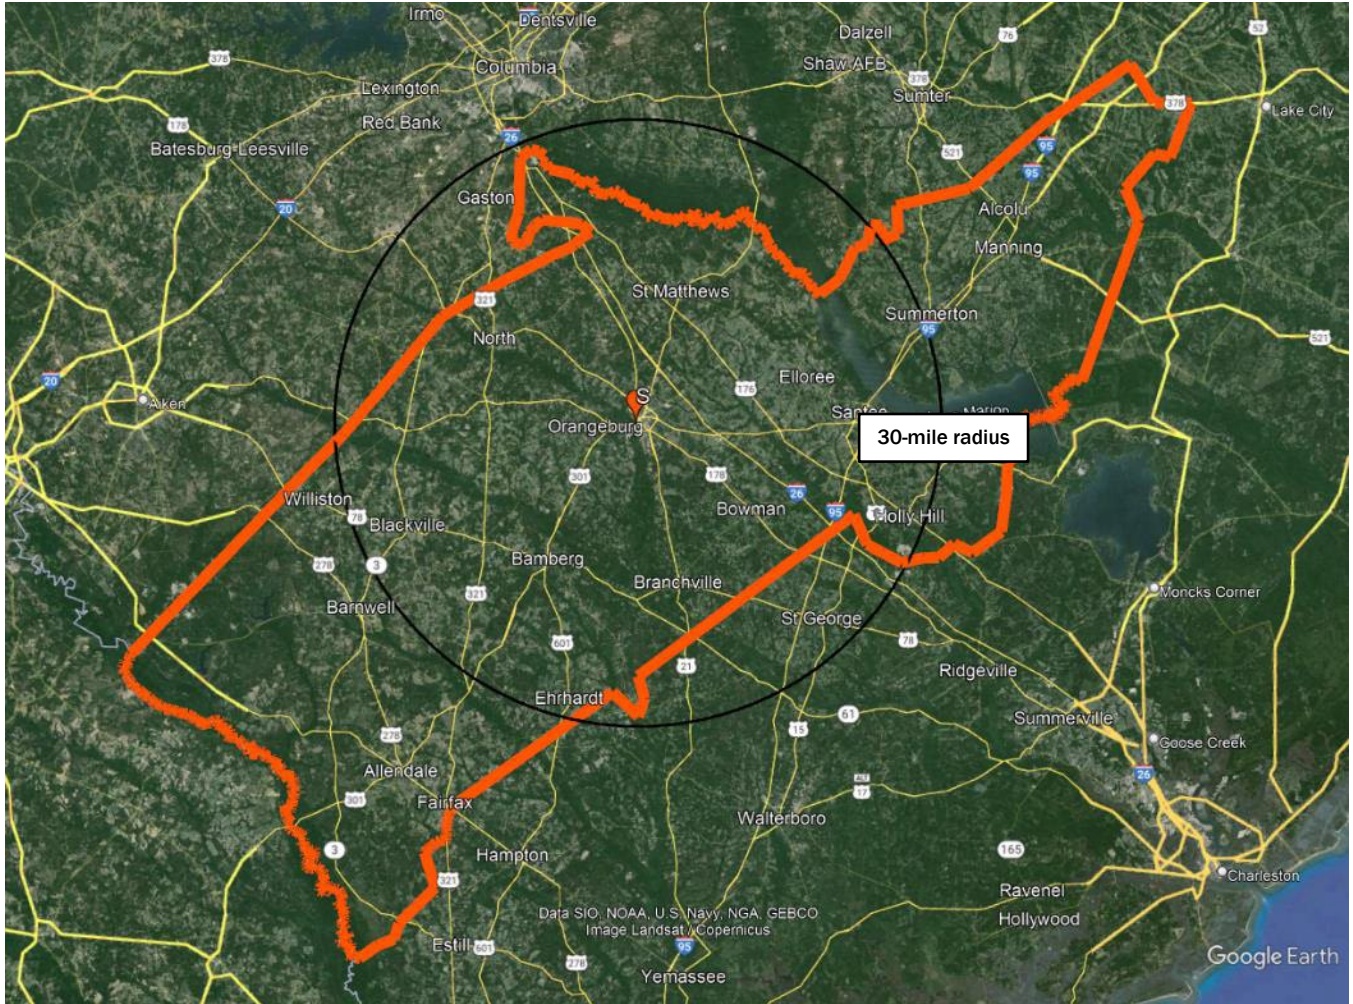 Irmo
Dentsville
52
76
Dalzell
378
Shaw AFB
Columbia
378
Lexington
Sumter
378
Lake City
Red Bank
178
26
95
Batesburg-Leesville
521
95
Gaston
20
Alcolu
Manning
St Matthews
321
Summerton
95
North
521
Elloree
20
176
S
Aiken
Santee
Marion
Orangeburg
30-mile radius
301
178
26
Williston
Bowman
95
78
Blackville
Holly Hill
Bamberg
278
3
Branchville
321
Moncks Corner
Barnwell
St George
601
78
21
Ridgeville
Ehrhardt
61
Summerville
15
278
Goose Creek
Allendale
26
ALT
17
301
Fairfax
Walterboro
3
165
Hampton
321
Charleston
Ravenel
Data SIO, NOAA, U.S. Navy, NGA, GEBCO
Hollywood
Image Landsat / Copernicus
Estill
601
95
278
Google Earth
Yemassee